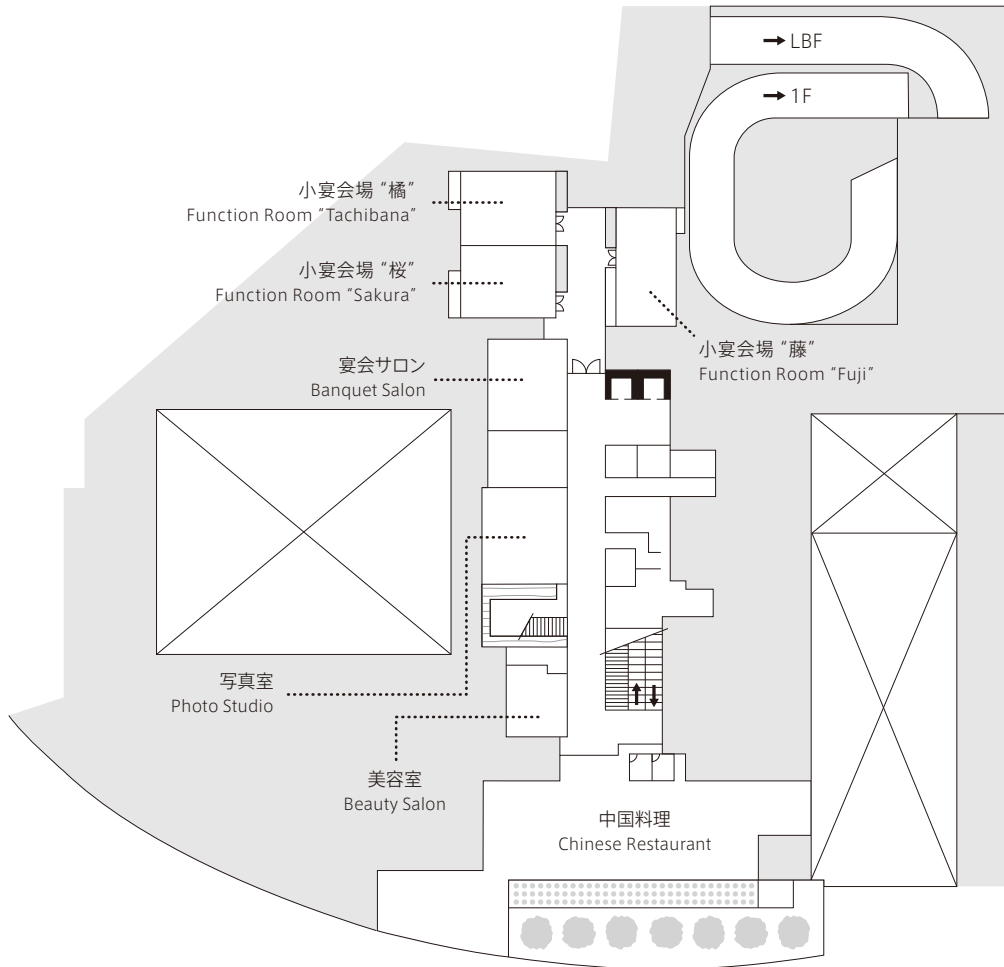 → LBF
→ 1F
小宴会場 “橘”
Function Room “Tachibana”
小宴会場 “桜”
Function Room “Sakura”
小宴会場 “藤”
Function Room “Fuji”
宴会サロン
Banquet Salon
写真室
Photo Studio
美容室
Beauty Salon
中国料理
Chinese Restaurant